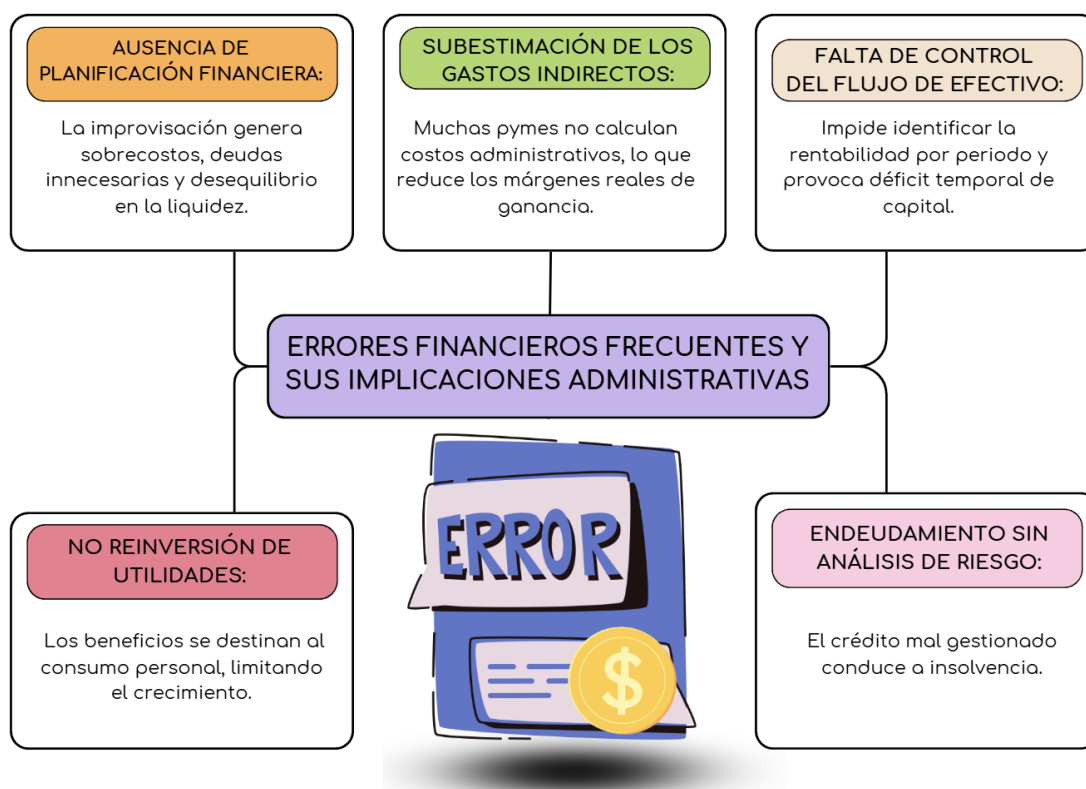 AUSENCIA DE
PLANIFICACIÓN FINANCIERA:
La improvisación genera
sobrecostos, deudas
innecesarias y desequilibrio
en la liquidez.
SUBESTIMACIÓN DE LOS
GASTOS INDIRECTOS:
Muchas pymes no calculan
costos administrativos, lo que
reduce los márgenes reales de
ganancia.
FALTA DE CONTROL
DEL FLUJO DE EFECTIVO:
Impide identificar la
rentabilidad por periodo y
provoca déficit temporal de
capital.
ERRORES FINANCIEROS FRECUENTES Y
SUS IMPLICACIONES ADMINISTRATIVAS
NO REINVERSIÓN DE
UTILIDADES:
Los beneficios se destinan al
consumo personal, limitando
el crecimiento.
ERROR
$
ENDEUDAMIENTO SIN
ANÁLISIS DE RIESGO:
El crédito mal gestionado
conduce a insolvencia.